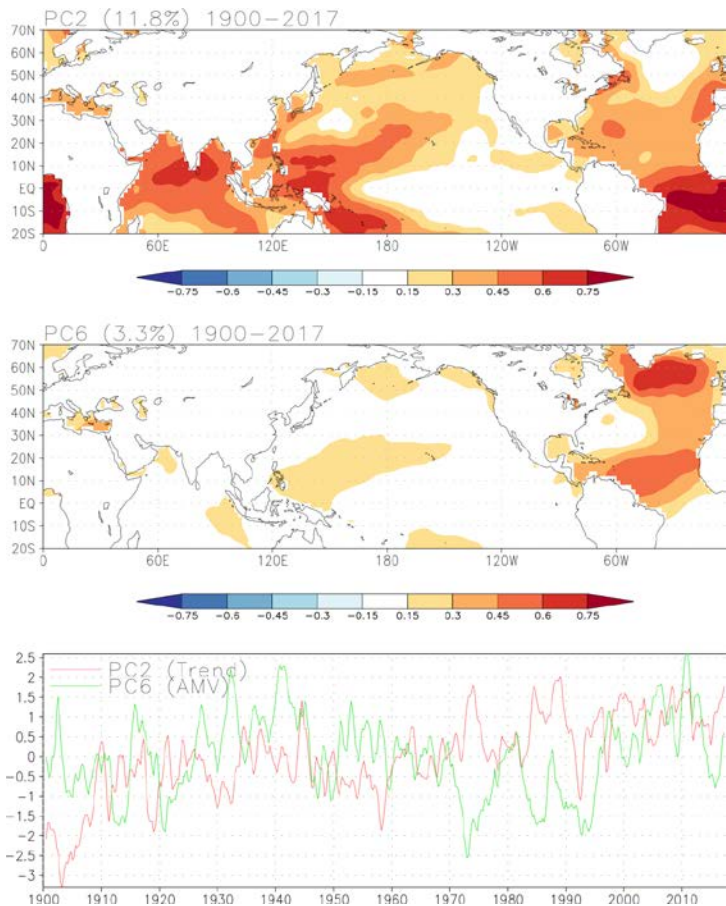 PC2 (11.8%) 1900-2017
70N
60N
50N
40N
30N
20N
10N
EQ
10S
20S
0 60E 120E 180 120W 60W
-0.75 -0.6 -0.45 -0.3 -0.15 0.15 0.3 0.45 0.6 0.75
PC6 (3.3%) 1900-2017
70N
60N
50N
40N
30N
20N
10N
EQ
10S
20S
0 60E 120E 180 120W 60W
-0.75 -0.6 -0.45 -0.3 -0.15 0.15 0.3 0.45 0.6 0.75
PC2 (Trend)
PC6 (AMV)
2.5
2
1.5
1
0.5
0
-0.5
-1
-1.5
-2
-2.5
-3
1900 1910 1920 1930 1940 1950 1960 1970 1980 1990 2000 2010